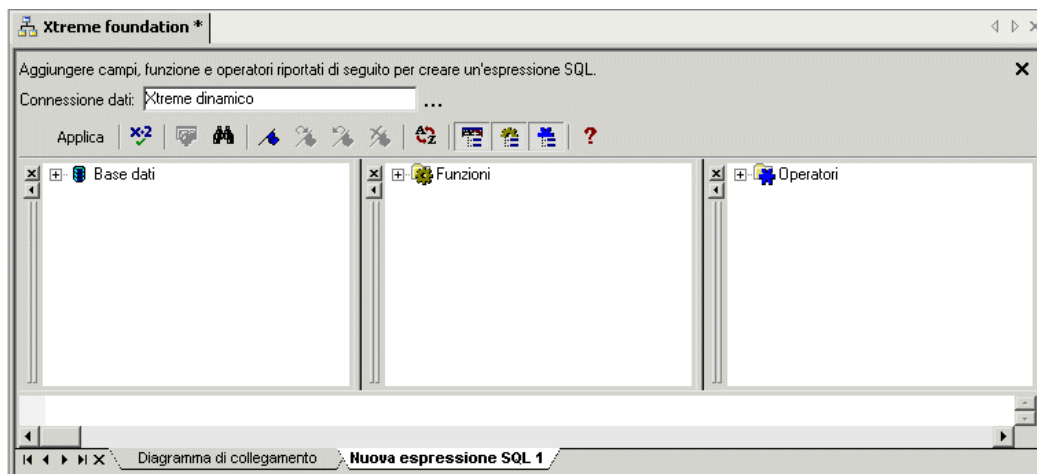 Xtreme foundation *
Aggiungere campi, funzione e operatori riportati di seguito per creare un'espressione SQL.
Connessione dati: Xtreme dinamico ...
Applica
Base dati
Funzioni
Operatori
Diagramma di collegamento
Nuova espressione SQL 1